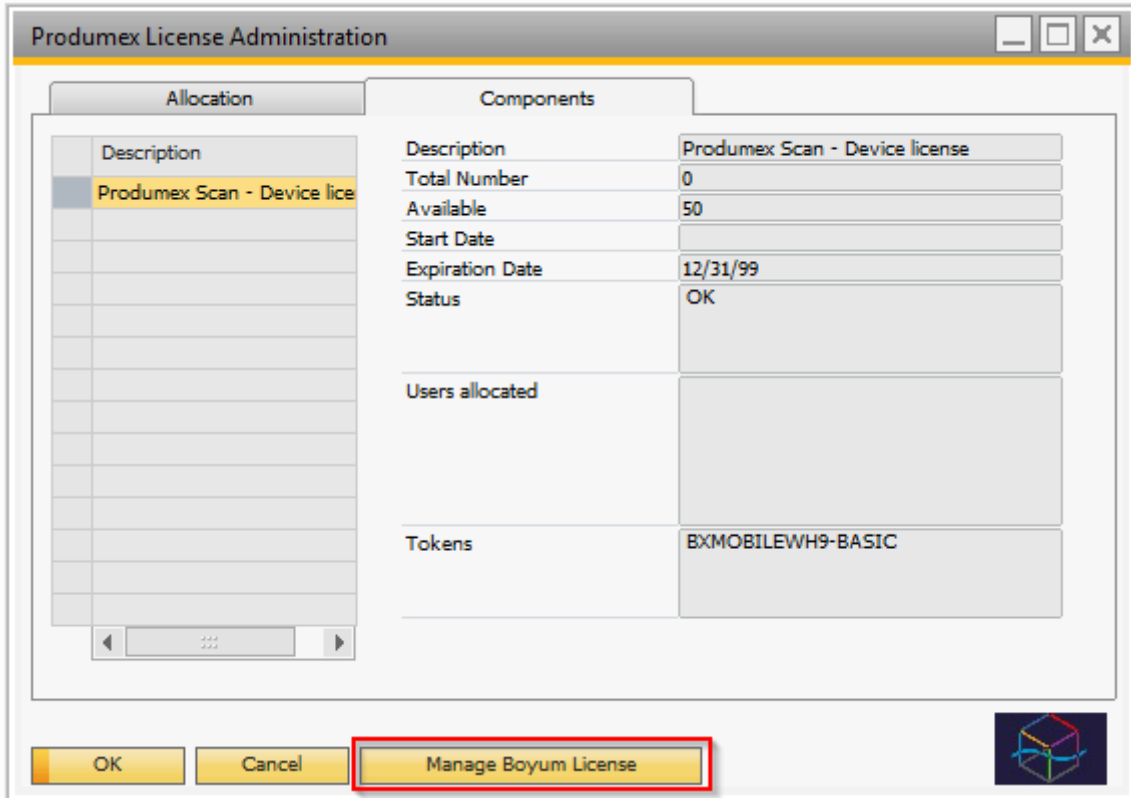 Produmex License Administration
Allocation
Components
Description
Produmex Scan - Device lice
Description
Produmex Scan - Device license
Total Number
0
Available
50
Start Date
Expiration Date
12/31/99
Status
OK
Users allocated
Tokens
BXMOBILEWH9-BASIC
OK
Cancel
Manage Boyum License